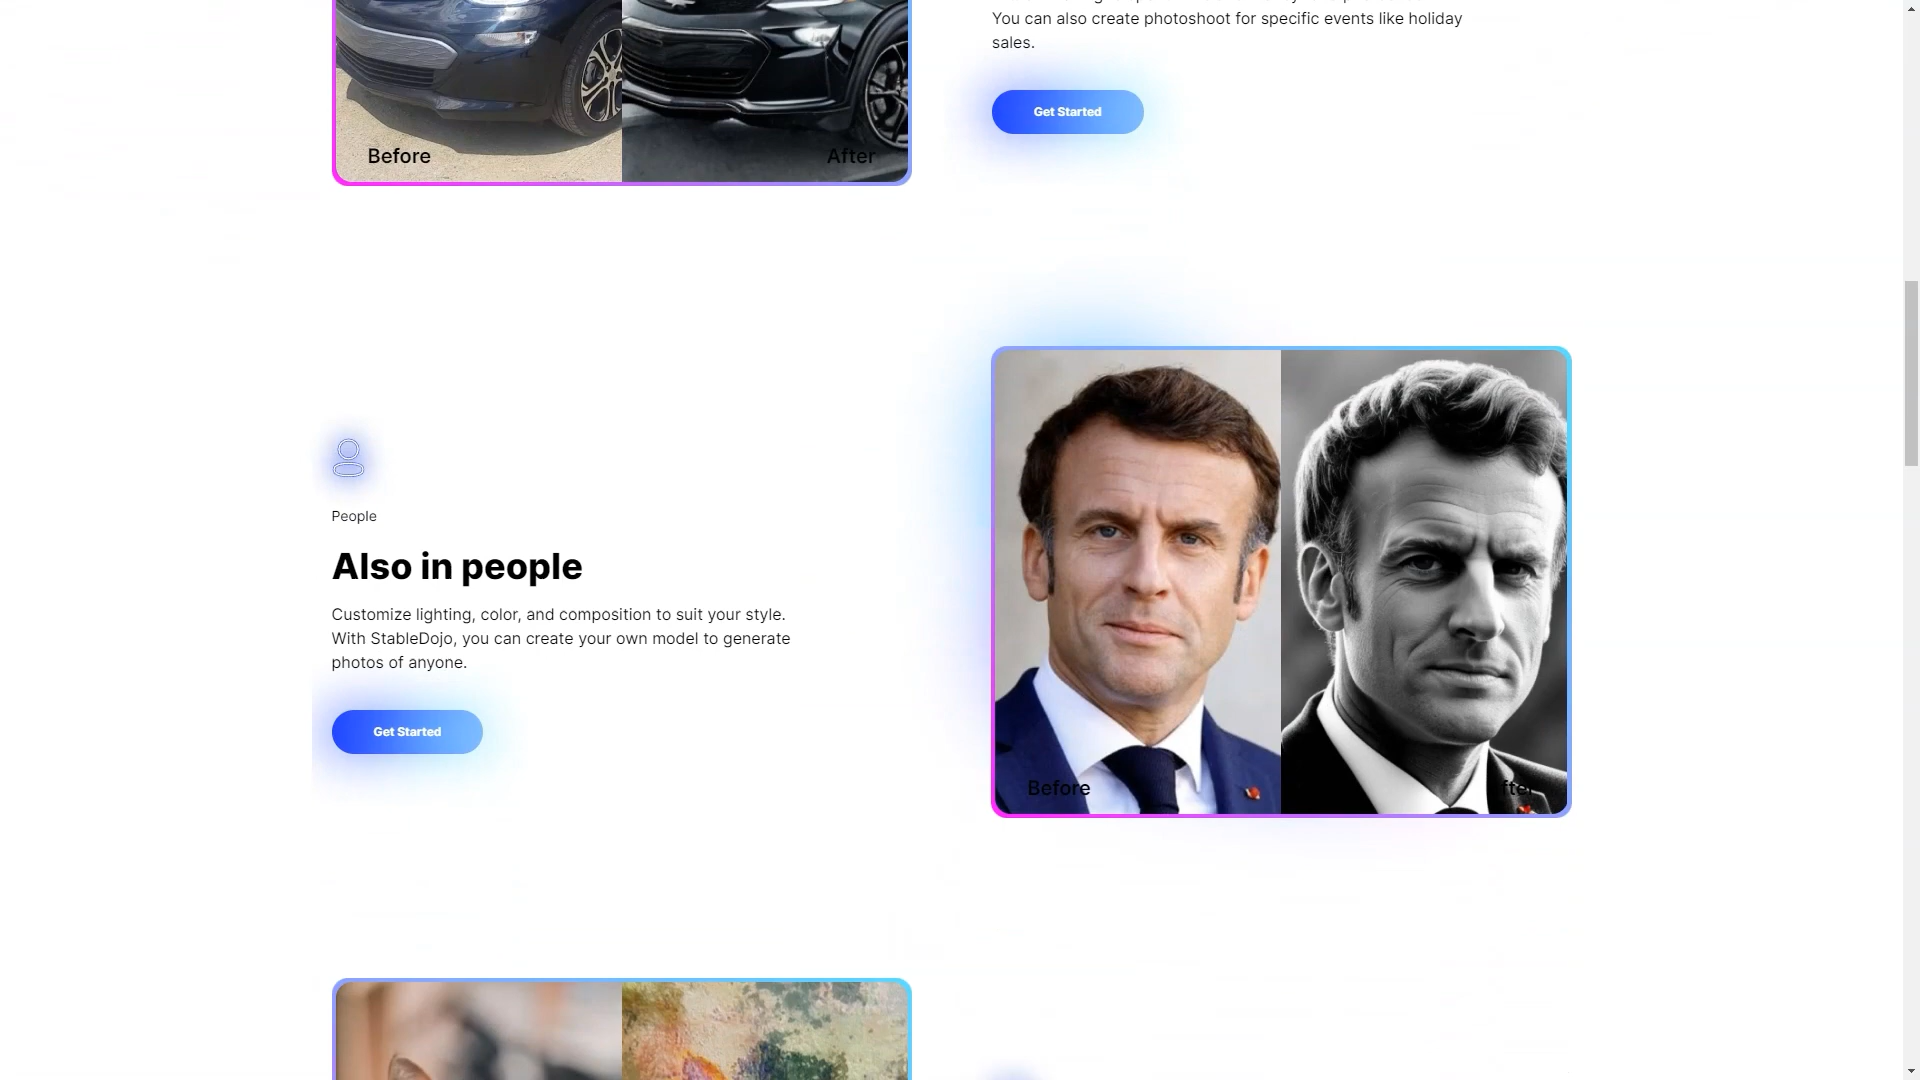 You can also create photoshoot for specific events like holiday
sales.
Get Started
Before
After
People
Also in people
Customize lighting, color, and composition to suit your style.
With StableDojo, you can create your own model to generate
photos of anyone.
Get Started
Before
fte